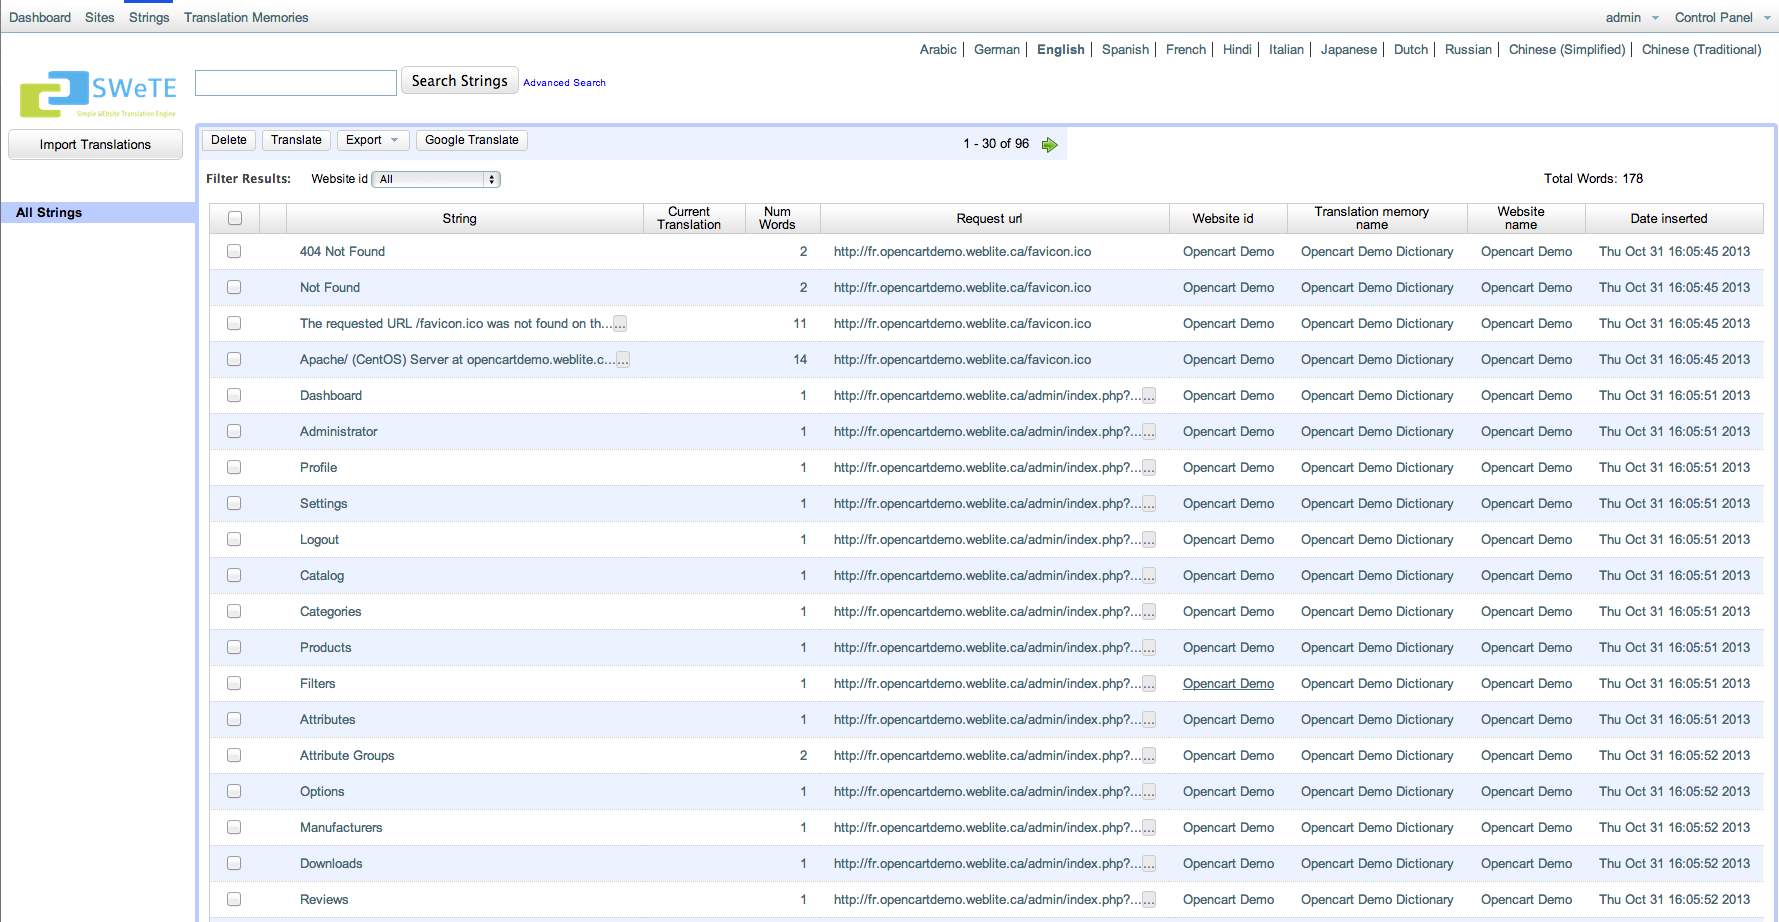 Dashboard Sites Strings Translation Memories admin Control Panel
Arabic German English Spanish French Hindi Italian Japanese Dutch Russian Chinese (Simplified) Chinese (Traditional)
SWeTE
Simple WEbsite Translation Engine
Search Strings Advanced Search
Import Translations
All Strings
Delete Translate Export Google Translate 1 - 30 of 96
Filter Results: Website id All Total Words: 178
String Current Translation Num Words Request url Website id Translation memory name Website name Date inserted
404 Not Found 2 http://fr.opencartdemo.weblite.ca/favicon.ico Opencart Demo Opencart Demo Dictionary Opencart Demo Thu Oct 31 16:05:45 2013
Not Found 2 http://fr.opencartdemo.weblite.ca/favicon.ico Opencart Demo Opencart Demo Dictionary Opencart Demo Thu Oct 31 16:05:45 2013
The requested URL /favicon.ico was not found on th...... 11 http://fr.opencartdemo.weblite.ca/favicon.ico Opencart Demo Opencart Demo Dictionary Opencart Demo Thu Oct 31 16:05:45 2013
Apache/ (CentOS) Server at opencartdemo.weblite.c...... 14 http://fr.opencartdemo.weblite.ca/favicon.ico Opencart Demo Opencart Demo Dictionary Opencart Demo Thu Oct 31 16:05:45 2013
Dashboard 1 http://fr.opencartdemo.weblite.ca/admin/index.php?...... Opencart Demo Opencart Demo Dictionary Opencart Demo Thu Oct 31 16:05:51 2013
Administrator 1 http://fr.opencartdemo.weblite.ca/admin/index.php?...... Opencart Demo Opencart Demo Dictionary Opencart Demo Thu Oct 31 16:05:51 2013
Profile 1 http://fr.opencartdemo.weblite.ca/admin/index.php?...... Opencart Demo Opencart Demo Dictionary Opencart Demo Thu Oct 31 16:05:51 2013
Settings 1 http://fr.opencartdemo.weblite.ca/admin/index.php?...... Opencart Demo Opencart Demo Dictionary Opencart Demo Thu Oct 31 16:05:51 2013
Logout 1 http://fr.opencartdemo.weblite.ca/admin/index.php?...... Opencart Demo Opencart Demo Dictionary Opencart Demo Thu Oct 31 16:05:51 2013
Catalog 1 http://fr.opencartdemo.weblite.ca/admin/index.php?...... Opencart Demo Opencart Demo Dictionary Opencart Demo Thu Oct 31 16:05:51 2013
Categories 1 http://fr.opencartdemo.weblite.ca/admin/index.php?...... Opencart Demo Opencart Demo Dictionary Opencart Demo Thu Oct 31 16:05:51 2013
Products 1 http://fr.opencartdemo.weblite.ca/admin/index.php?...... Opencart Demo Opencart Demo Dictionary Opencart Demo Thu Oct 31 16:05:51 2013
Filters 1 http://fr.opencartdemo.weblite.ca/admin/index.php?...... Opencart Demo Opencart Demo Dictionary Opencart Demo Thu Oct 31 16:05:51 2013
Attributes 1 http://fr.opencartdemo.weblite.ca/admin/index.php?...... Opencart Demo Opencart Demo Dictionary Opencart Demo Thu Oct 31 16:05:51 2013
Attribute Groups 2 http://fr.opencartdemo.weblite.ca/admin/index.php?...... Opencart Demo Opencart Demo Dictionary Opencart Demo Thu Oct 31 16:05:52 2013
Options 1 http://fr.opencartdemo.weblite.ca/admin/index.php?...... Opencart Demo Opencart Demo Dictionary Opencart Demo Thu Oct 31 16:05:52 2013
Manufacturers 1 http://fr.opencartdemo.weblite.ca/admin/index.php?...... Opencart Demo Opencart Demo Dictionary Opencart Demo Thu Oct 31 16:05:52 2013
Downloads 1 http://fr.opencartdemo.weblite.ca/admin/index.php?...... Opencart Demo Opencart Demo Dictionary Opencart Demo Thu Oct 31 16:05:52 2013
Reviews 1 http://fr.opencartdemo.weblite.ca/admin/index.php?...... Opencart Demo Opencart Demo Dictionary Opencart Demo Thu Oct 31 16:05:52 2013